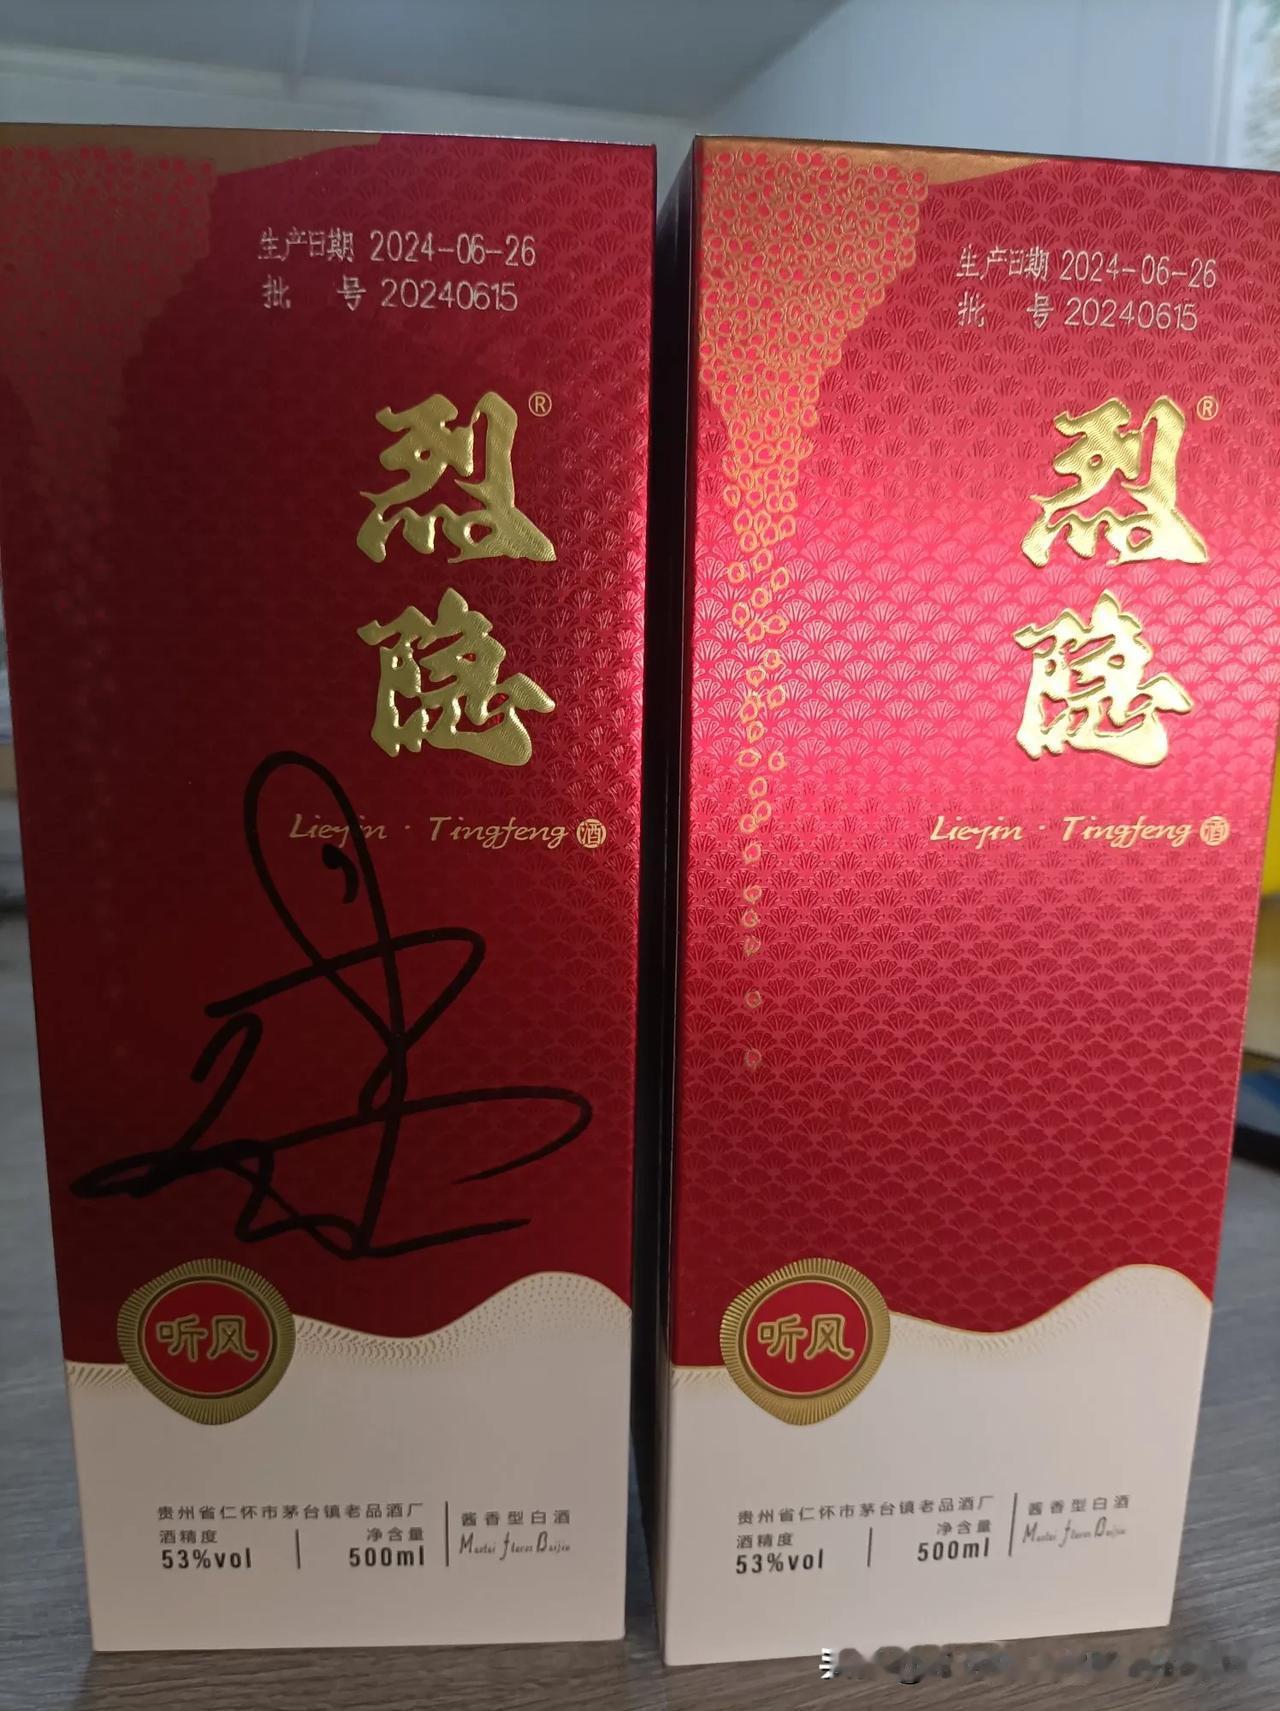 生产日期 2024-06-26
批 号 20240615
烈®
隐
Lieyin · Tingfeng 酒
听风
贵州省仁怀市茅台镇老品酒厂
酒精度
53%vol
净含量
500ml
酱香型白酒
生产日期 2024-06-26
批 号 20240615
烈®
隐
Lieyin · Tingfeng 酒
听风
贵州省仁怀市茅台镇老品酒厂
酒精度
53%vol
净含量
500ml
酱香型白酒